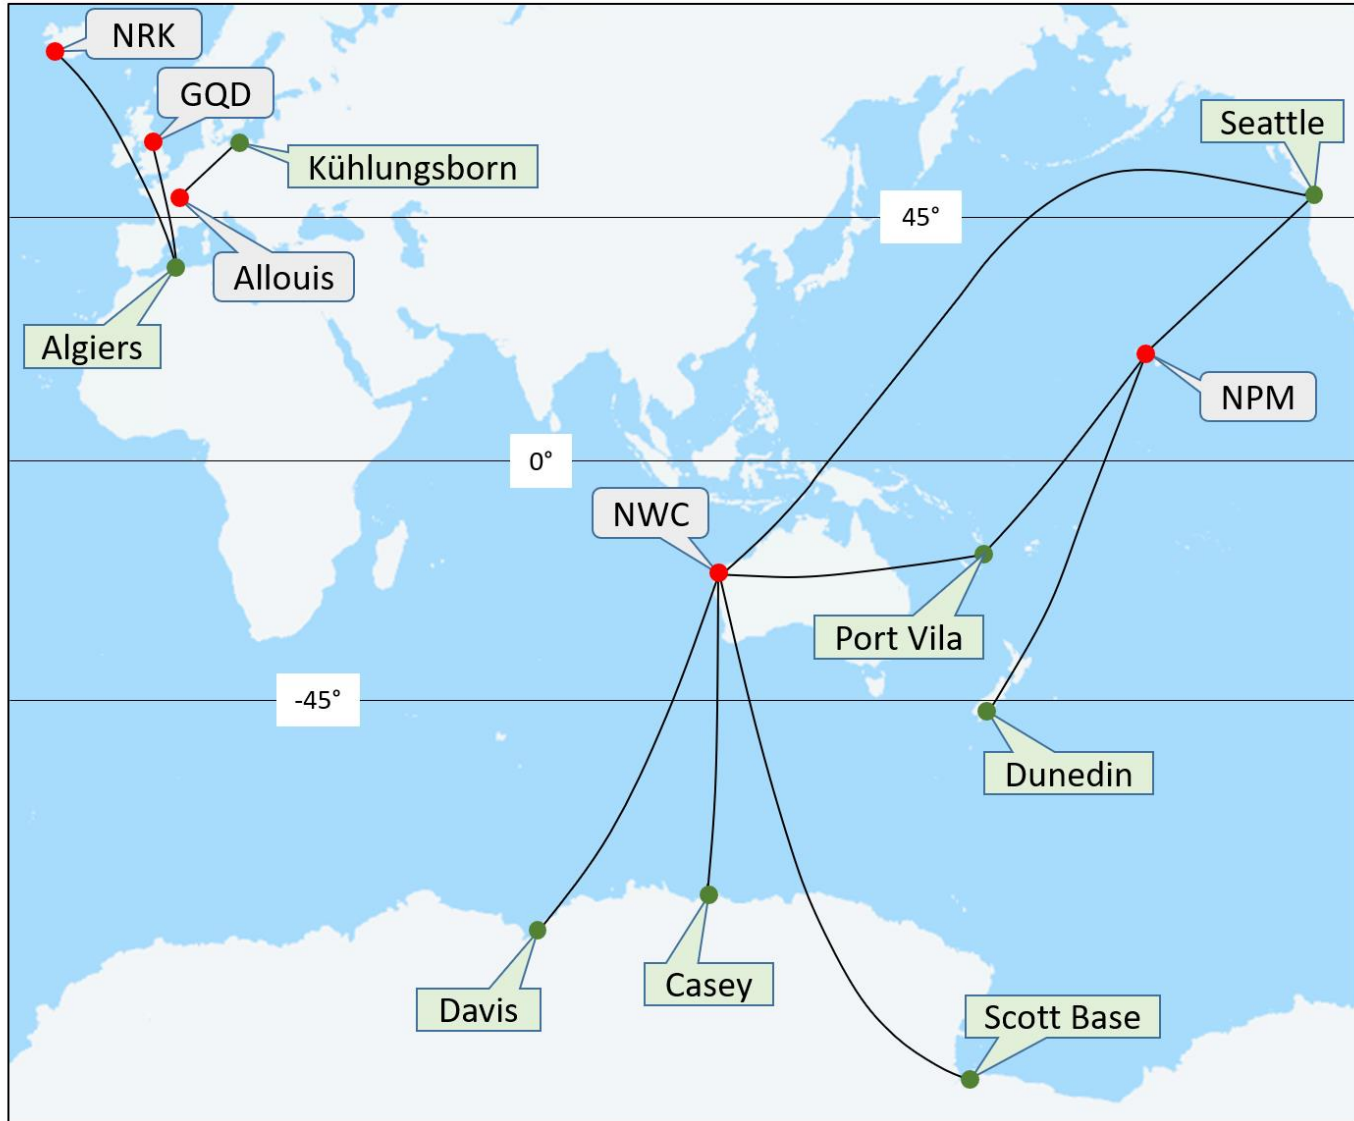 NRK
GQD
Seattle
Kühlungsborn
45°
Allouis
Algiers
NPM
0°
NWC
Port Vila
-45°
Dunedin
Casey
Davis
Scott Base